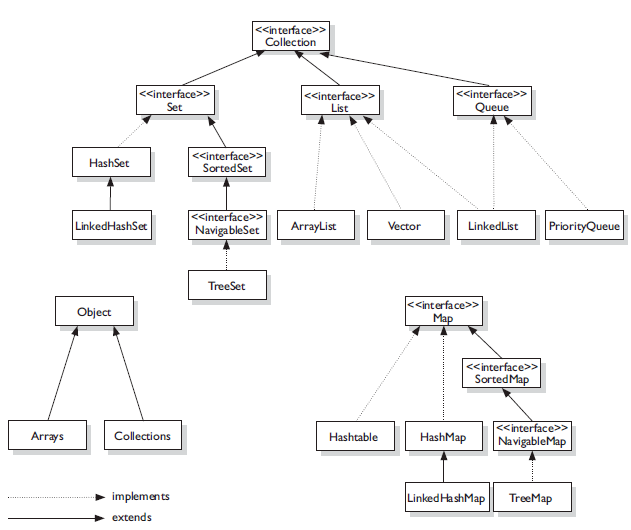 <<interface>>
Collection
<<interface>>
Set
<<interface>>
List
<<interface>>
Queue
HashSet
<<interface>>
SortedSet
LinkedHashSet
<<interface>>
NavigableSet
ArrayList
Vector
LinkedList
PriorityQueue
TreeSet
Object
<<interface>>
Map
<<interface>>
SortedMap
Arrays
Collections
Hashtable
HashMap
<<interface>>
NavigableMap
LinkedHashMap
TreeMap
implements
extends